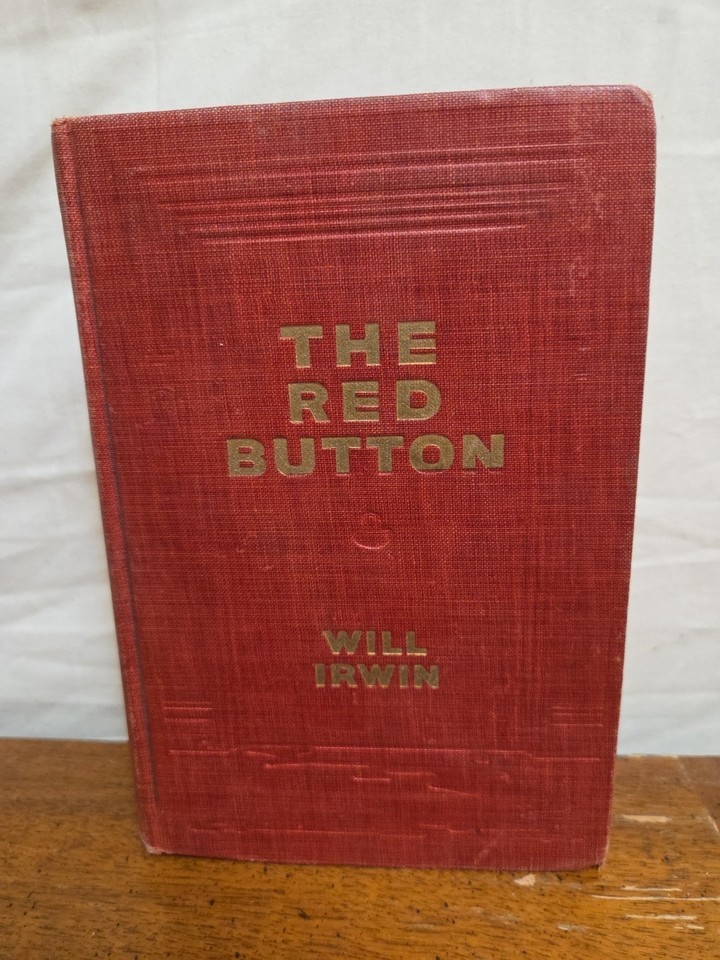 THE
RED
BUTTON
WILL
IRWIN